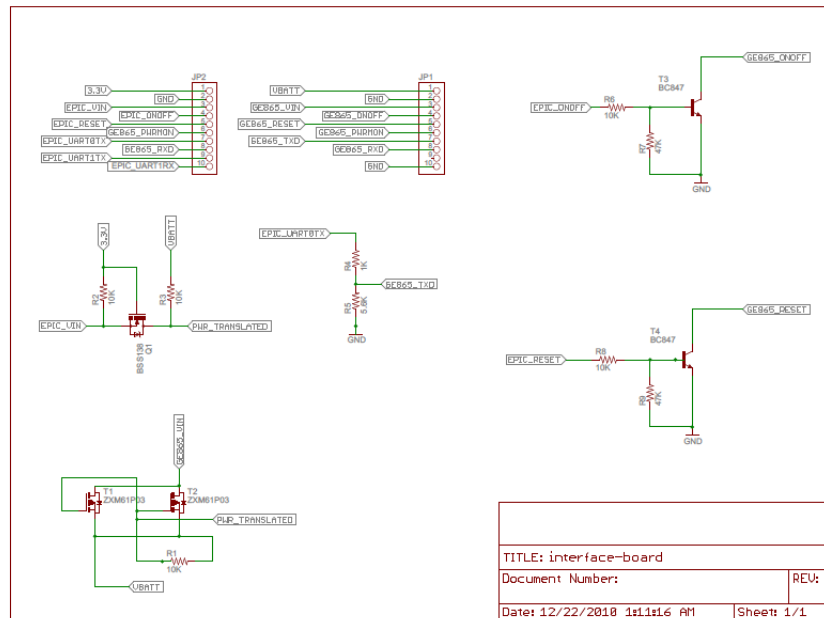 JP2
3.3V 1
GND 2
EPIC_VIN 3
EPIC_ONOFF 4
EPIC_RESET 5
GE865_PWRMON 6
EPIC_UART0TX 7
GE865_RXD 8
EPIC_UART1TX 9
EPIC_UART1RX 10
JP1
VBATT 1
GND 2
GE865_VIN 3
GE865_ONOFF 4
GE865_RESET 5
GE865_PWRMON 6
GE865_TXD 7
GE865_RXD 8
9
GND 10
GE865_ONOFF
T3
BC847
EPIC_ONOFF
R6
10K
R7
47K
GND
3.3V
VBATT
R2
10K
R3
10K
EPIC_VIN
PWR_TRANSLATED
BSS138
Q1
EPIC_UART0TX
R4
1K
GE865_TXD
R5
5.6K
GND
GE865_RESET
T4
BC847
EPIC_RESET
R8
10K
R9
47K
GND
GE865_VIN
T1
ZXM61P03
T2
ZXM61P03
PWR_TRANSLATED
R1
10K
VBATT
TITLE: interface-board
Document Number:
REV:
Date: 12/22/2010 1:11:16 AM
Sheet: 1/1